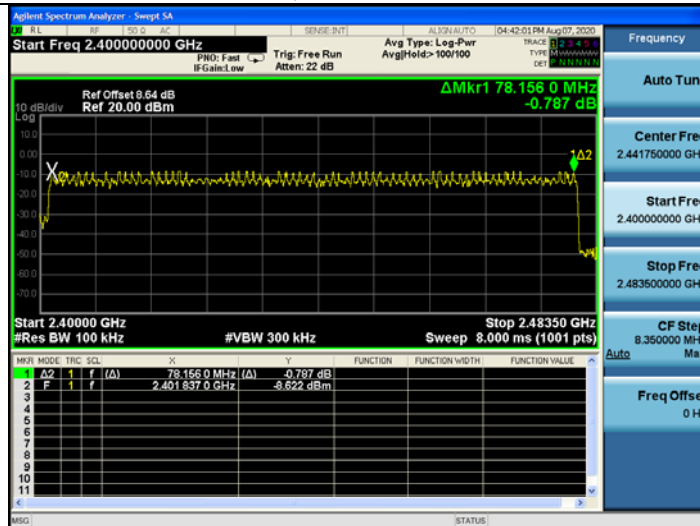 Agilent Spectrum Analyzer - Swept SA
RL RF 50 Ω AC SENSE:INT ALIGN AUTO 04:42:01 PM Aug 07, 2020
Start Freq 2.400000000 GHz
PNO: Fast
IFGain:Low
Trig: Free Run
Atten: 22 dB
Avg Type: Log-Pwr
Avg|Hold:>100/100
TRACE 1 2 3 4 5 6
TYPE M
DET P N N N N N
Ref Offset 8.64 dB
Ref 20.00 dBm
10 dB/div
Log
ΔMkr1 78.156 0 MHz
-0.787 dB
10.0
0.00
-10.0
-20.0
-30.0
-40.0
-50.0
-60.0
-70.0
1Δ2
Start 2.40000 GHz
#Res BW 100 kHz
#VBW 300 kHz
Stop 2.48350 GHz
Sweep 8.000 ms (1001 pts)
MKR MODE TRC SCL X Y FUNCTION FUNCTION WIDTH FUNCTION VALUE
1 Δ2 1 f (Δ) 78.156 0 MHz (Δ) -0.787 dB
2 F 1 f 2.401 837 0 GHz -8.622 dBm
3
4
5
6
7
8
9
10
11
MSG STATUS
Frequency
Auto Tun
Center Fre
2.441750000 GH
Start Fre
2.400000000 GH
Stop Fre
2.483500000 GH
CF Ste
8.350000 MH
Auto Ma
Freq Offse
0 H